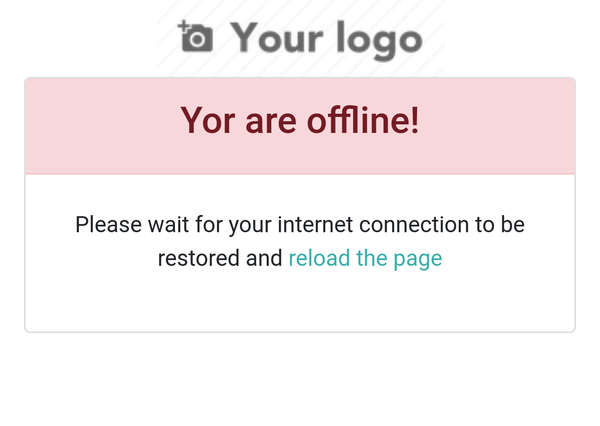 Your logo
Yor are offline!
Please wait for your internet connection to be
restored and reload the page